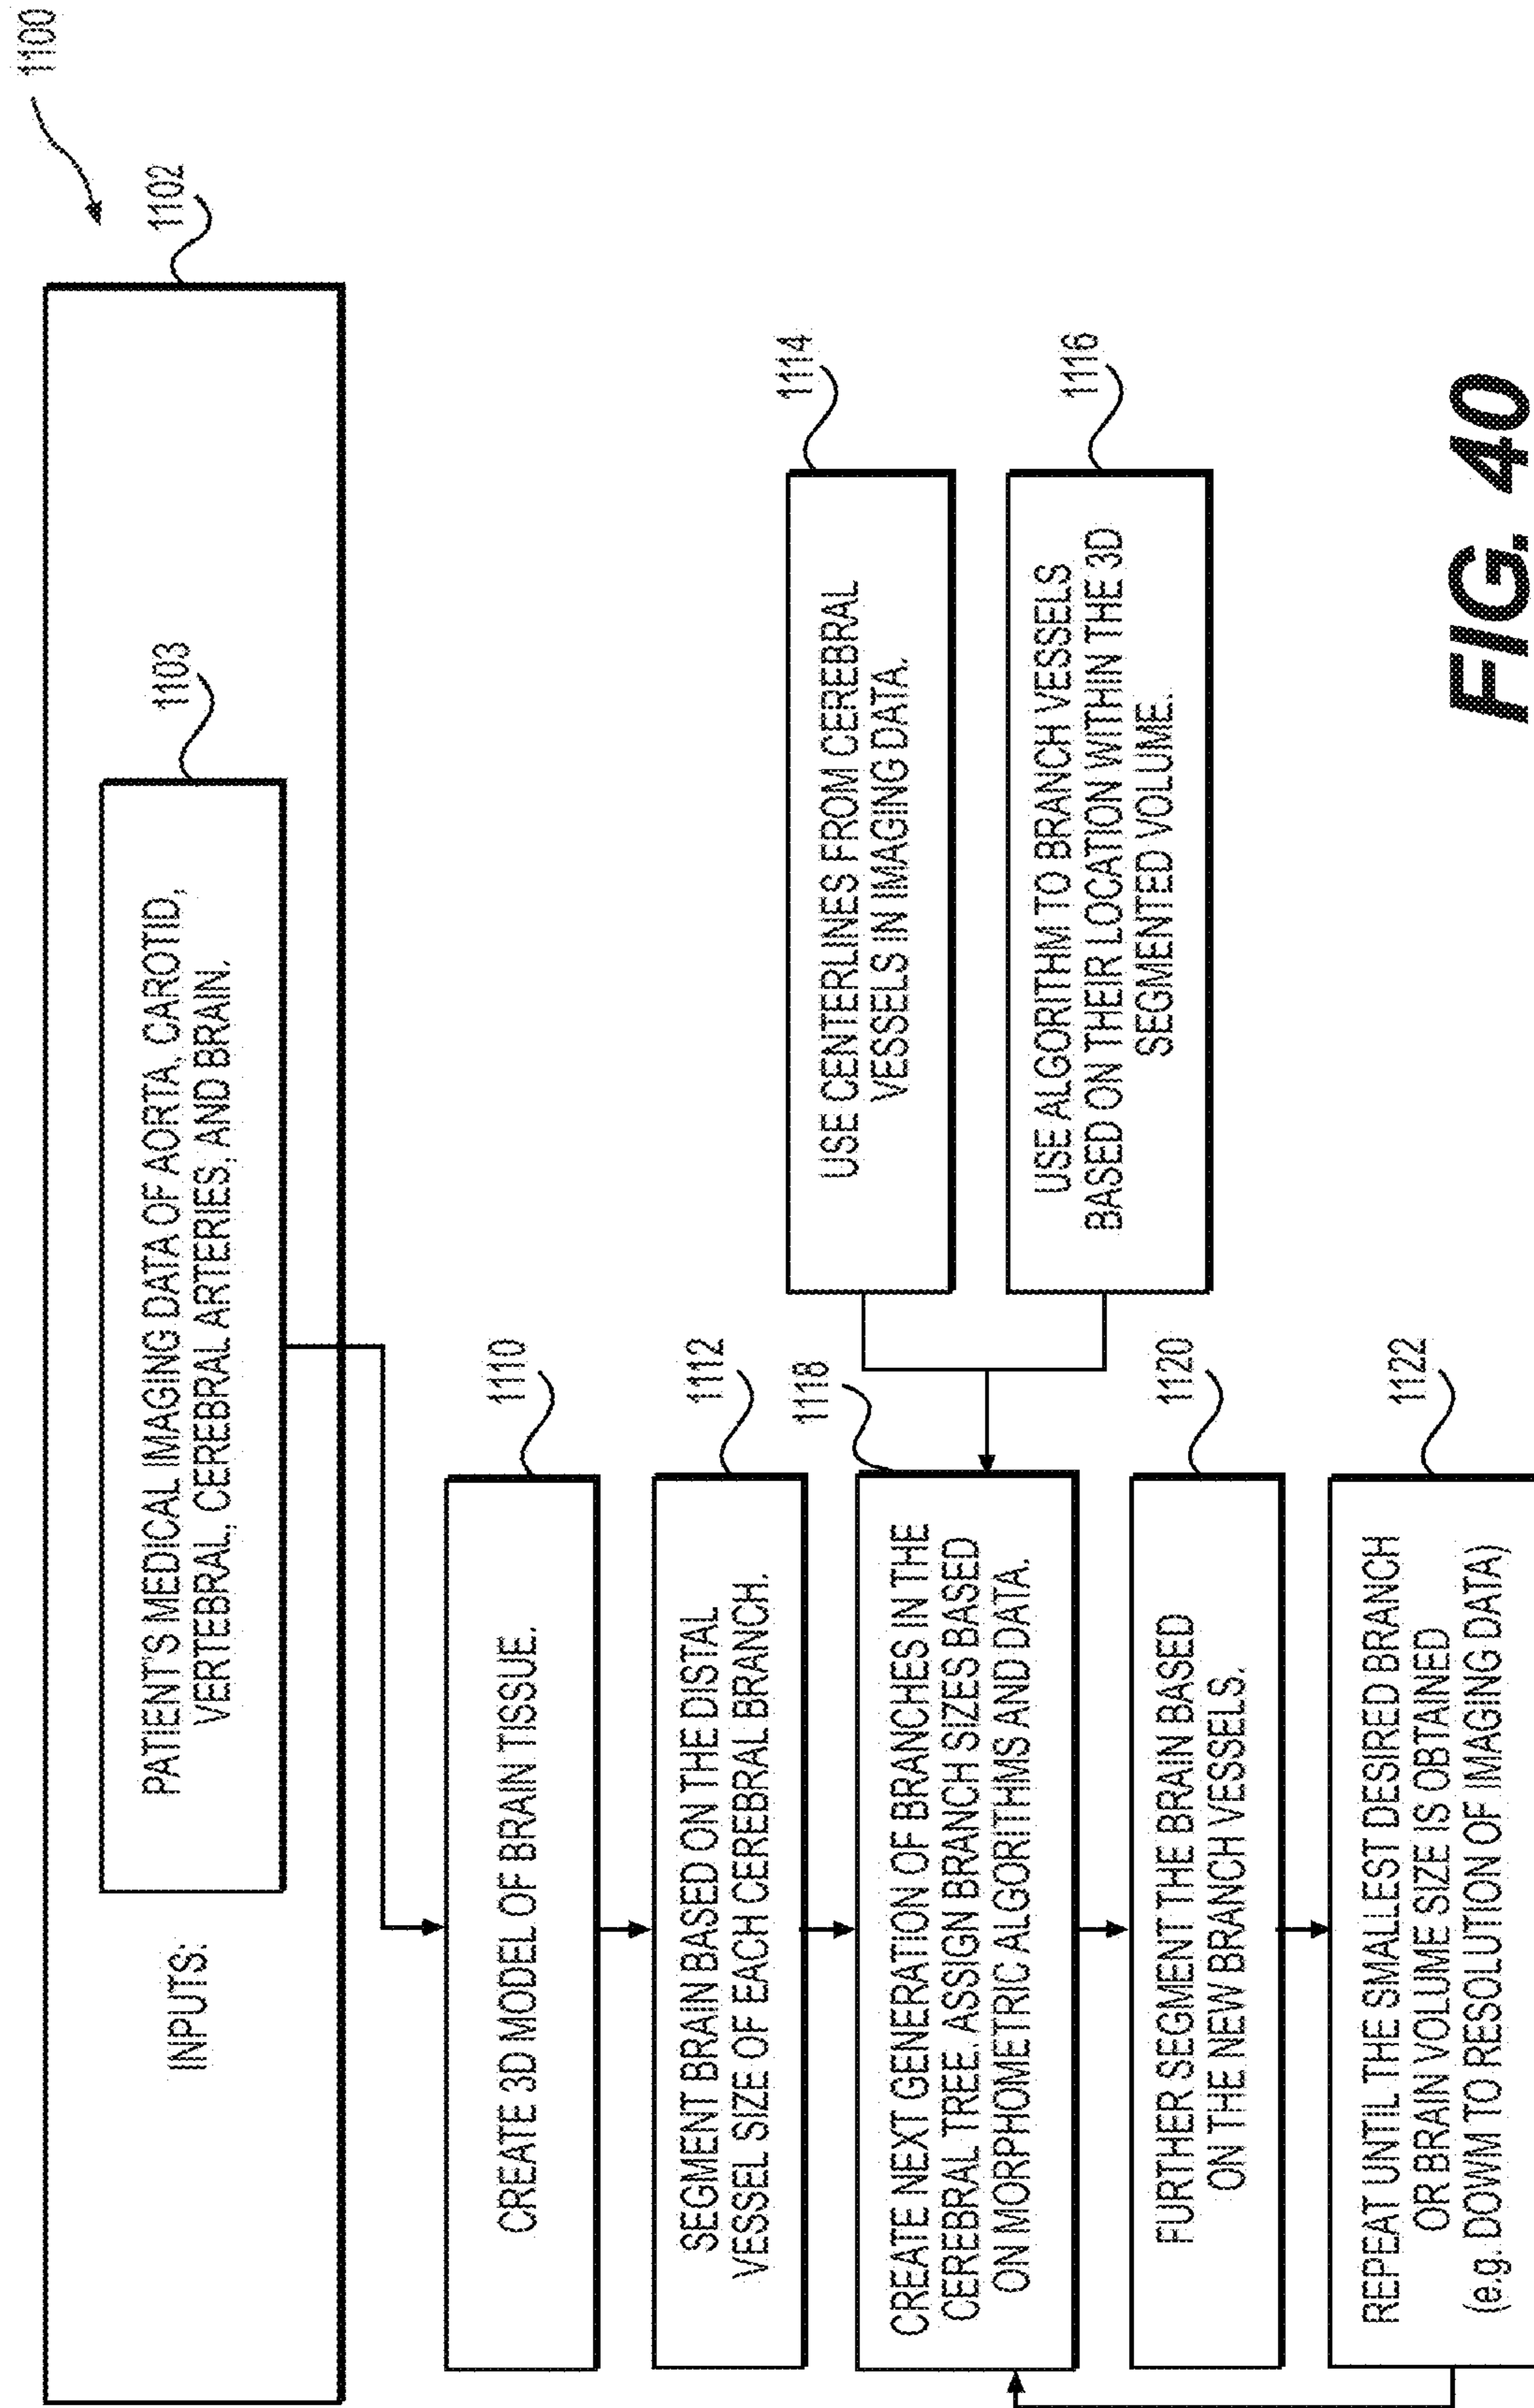 1100
1102
INPUTS:
1103
PATIENT'S MEDICAL IMAGING DATA OF AORTA, CAROTID,
VERTEBRAL, CEREBRAL ARTERIES, AND BRAIN.
1110
CREATE 3D MODEL OF BRAIN TISSUE.
1112
SEGMENT BRAIN BASED ON THE DISTAL
VESSEL SIZE OF EACH CEREBRAL BRANCH.
1114
USE CENTERLINES FROM CEREBRAL
VESSELS IN IMAGING DATA.
1116
USE ALGORITHM TO BRANCH VESSELS
BASED ON THEIR LOCATION WITHIN THE 3D
SEGMENTED VOLUME.
1118
CREATE NEXT GENERATION OF BRANCHES IN THE
CEREBRAL TREE. ASSIGN BRANCH SIZES BASED
ON MORPHOMETRIC ALGORITHMS AND DATA.
1120
FURTHER SEGMENT THE BRAIN BASED
ON THE NEW BRANCH VESSELS.
1122
REPEAT UNTIL THE SMALLEST DESIRED BRANCH
OR BRAIN VOLUME SIZE IS OBTAINED
(e.g. DOWM TO RESOLUTION OF IMAGING DATA)
FIG. 40